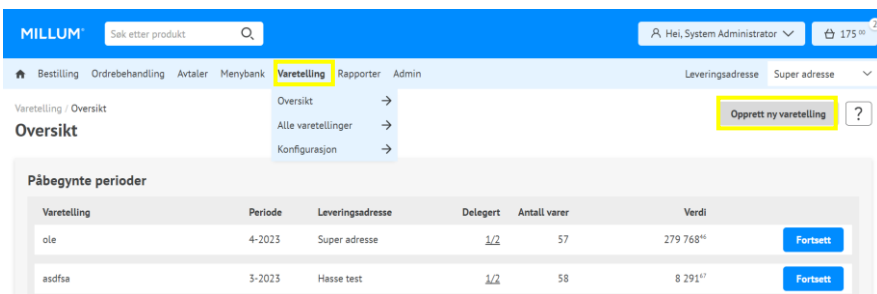 MILLUM
Søk etter produkt
Hei, System Administrator
175 00
2
Bestilling Ordrebehandling Avtaler Menybank Varetelling Rapporter Admin
Leveringsadresse Super adresse
Varetelling / Oversikt
Oversikt
Alle varetellinger
Konfigurasjon
Opprett ny varetelling
?
Oversikt
Påbegynte perioder
Varetelling Periode Leveringsadresse Delegert Antall varer Verdi
ole 4-2023 Super adresse 1/2 57 279 768 46 Fortsett
asdfsa 3-2023 Hasse test 1/2 58 8 291 67 Fortsett